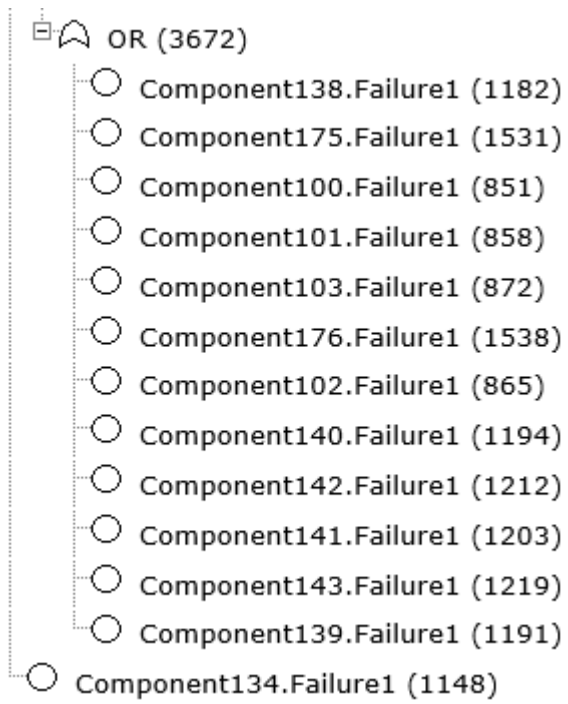 OR (3672)
Component138.Failure1 (1182)
Component175.Failure1 (1531)
Component100.Failure1 (851)
Component101.Failure1 (858)
Component103.Failure1 (872)
Component176.Failure1 (1538)
Component102.Failure1 (865)
Component140.Failure1 (1194)
Component142.Failure1 (1212)
Component141.Failure1 (1203)
Component143.Failure1 (1219)
Component139.Failure1 (1191)
Component134.Failure1 (1148)